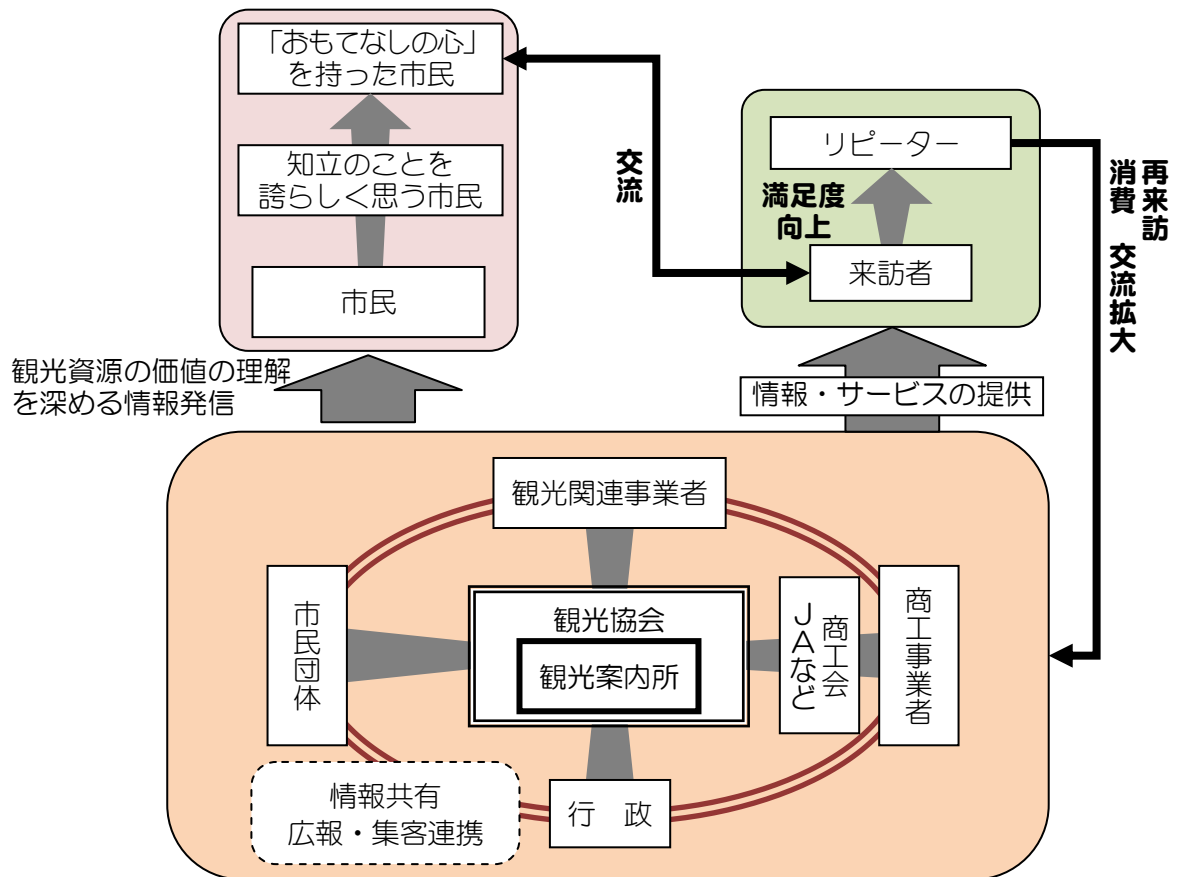 「おもてなしの心」
を持った市民
知立のことを
誇らしく思う市民
市民
交流
リピーター
満足度
向上
来訪者
再来訪
消費　交流拡大
観光資源の価値の理解
を深める情報発信
情報・サービスの提供
観光関連事業者
市民団体
観光協会
観光案内所
商工会
JAなど
商工事業者
情報共有
広報・集客連携
行　政